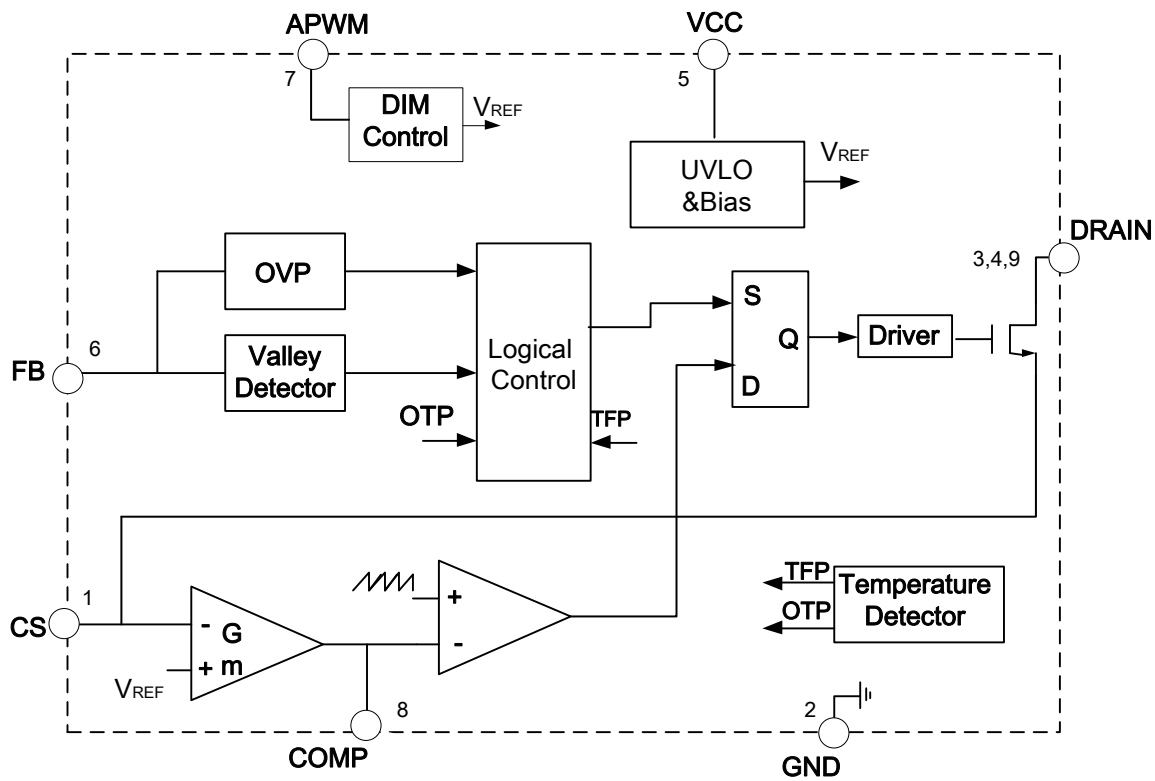 APWM
VCC
7
5
DIM
Control
VREF
UVLO
&Bias
VREF
DRAIN
3,4,9
OVP
S
Q
D
Driver
6
FB
Valley
Detector
Logical
Control
OTP
TFP
1
CS
- G
+ m
VREF
+
-
TFP
OTP
Temperature
Detector
8
COMP
2
GND